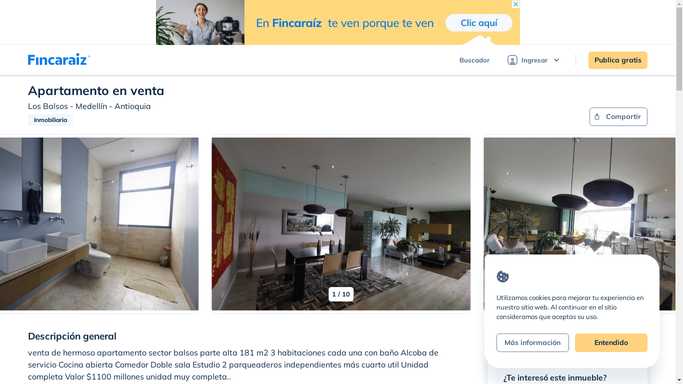 En Fincaraíz te ven porque te ven
Clic aquí
Fincaraíz
Buscador
Ingresar
Publica gratis
Apartamento en venta
Los Balsos - Medellín - Antioquia
Inmobiliaria
Compartir
1 / 10
Utilizamos cookies para mejorar tu experiencia en
nuestro sitio web. Al continuar en el sitio
consideramos que aceptas su uso.
Más información
Entendido
Descripción general
venta de hermoso apartamento sector balsos parte alta 181 m2 3 habitaciones cada una con baño Alcoba de
servicio Cocina abierta Comedor Doble sala Estudio 2 parqueaderos independientes más cuarto util Unidad
completa Valor $1100 millones unidad muy completa..
¿Te interesó este inmueble?